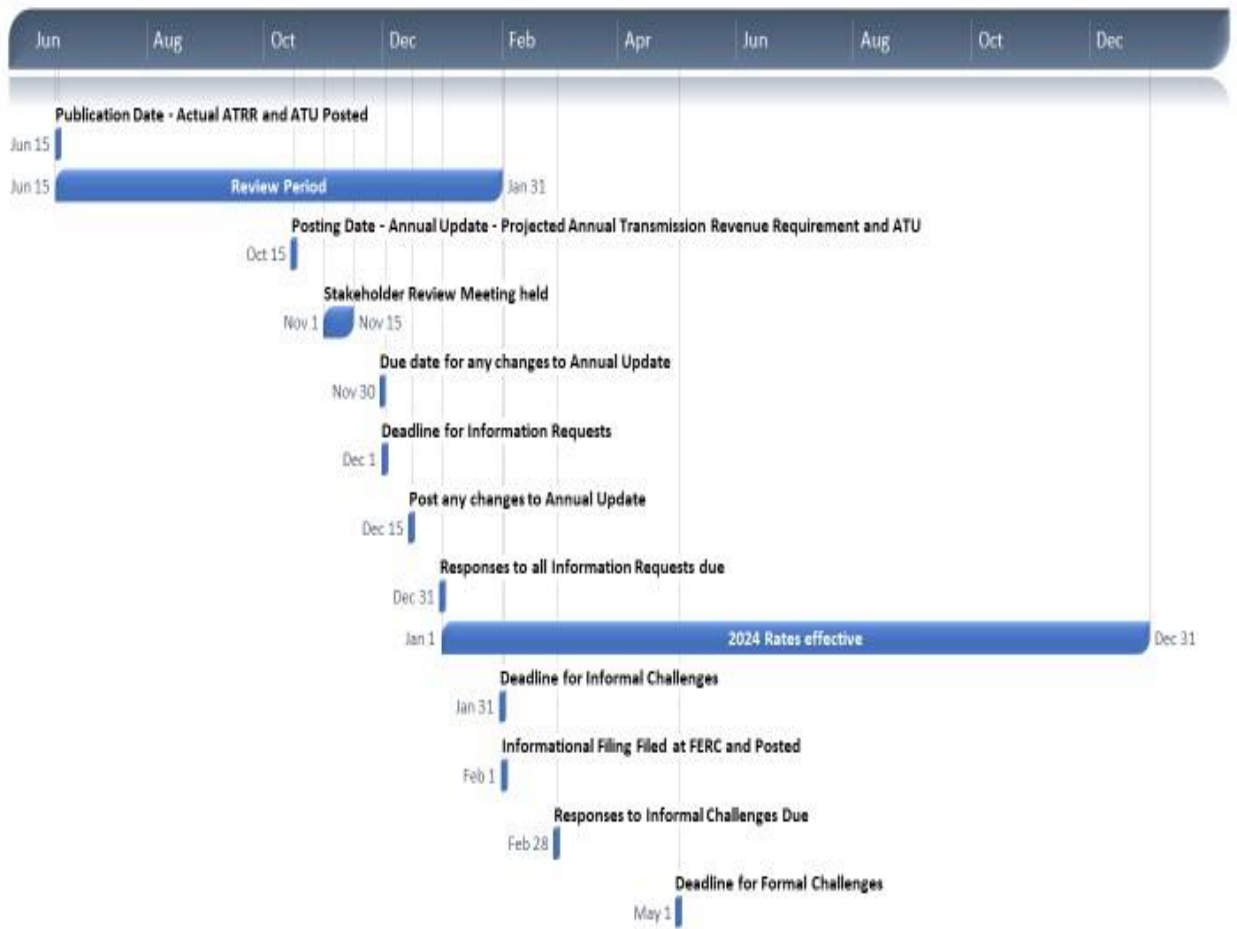 Jun Aug Oct Dec Feb Apr Jun Aug Oct Dec
Publication Date - Actual ATRR and ATU Posted
Jun 15
Jun 15 Review Period Jan 31
Posting Date - Annual Update - Projected Annual Transmission Revenue Requirement and ATU
Oct 15
Stakeholder Review Meeting held
Nov 1 Nov 15
Due date for any changes to Annual Update
Nov 30
Deadline for Information Requests
Dec 1
Post any changes to Annual Update
Dec 15
Responses to all Information Requests due
Dec 31
Jan 1 2024 Rates effective Dec 31
Deadline for Informal Challenges
Jan 31
Informational Filing Filed at FERC and Posted
Feb 1
Responses to Informal Challenges Due
Feb 28
Deadline for Formal Challenges
May 1